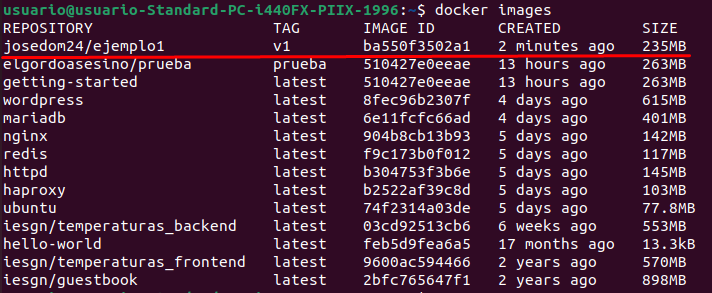 usuario@usuario-Standard-PC-i440FX-PIIX-1996:~$ docker images
REPOSITORY TAG IMAGE ID CREATED SIZE
josedom24/ejemplo1 v1 ba550f3502a1 2 minutes ago 235MB
elgordoasesino/prueba prueba 510427e0eeae 13 hours ago 263MB
getting-started latest 510427e0eeae 13 hours ago 263MB
wordpress latest 8fec96b2307f 4 days ago 615MB
mariadb latest 6e11fcfc66ad 4 days ago 401MB
nginx latest 904b8cb13b93 5 days ago 142MB
redis latest f9c173b0f012 5 days ago 117MB
httpd latest b304753f3b6e 5 days ago 145MB
haproxy latest b2522af39c8d 5 days ago 103MB
ubuntu latest 74f2314a03de 5 days ago 77.8MB
iesgn/temperaturas_backend latest 03cd92513cb6 6 weeks ago 553MB
hello-world latest feb5d9fea6a5 17 months ago 13.3kB
iesgn/temperaturas_frontend latest 9600ac594466 2 years ago 570MB
iesgn/guestbook latest 2bfc765647f1 2 years ago 898MB